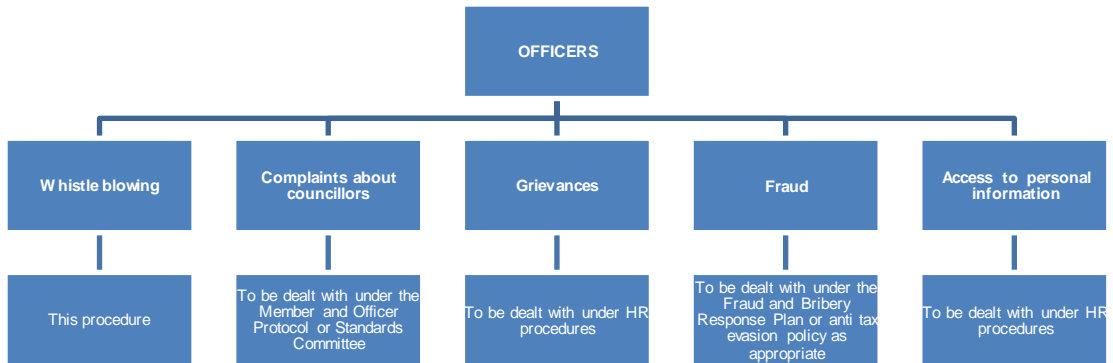 OFFICERS
Whistle blowing
Complaints about
councillors
Grievances
Fraud
Access to personal
information
This procedure
To be dealt with under the
Member and Officer
Protocol or Standards
Committee
To be dealt with under HR
procedures
To be dealt with under the
Fraud and Bribery
Response Plan or anti tax
evasion policy as
appropriate
To be dealt with under HR
procedures